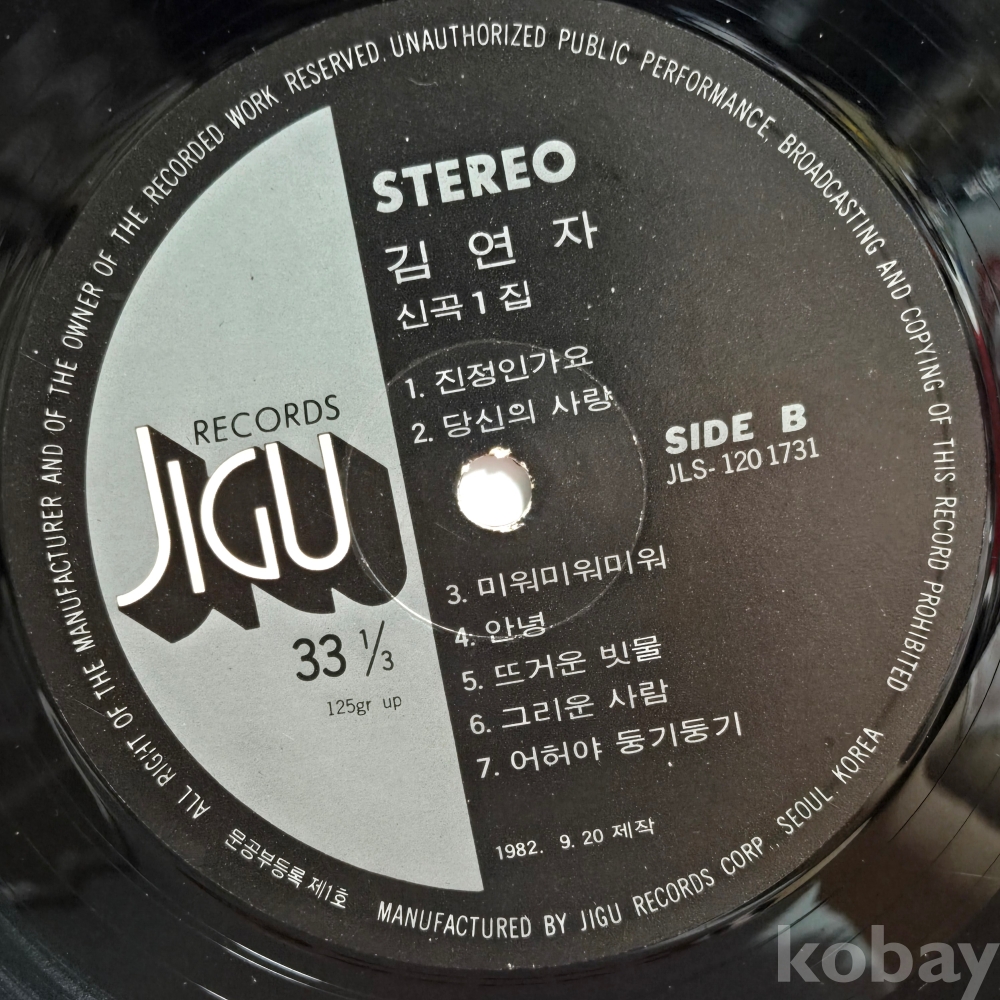 ALL RIGHT OF THE MANUFACTURER AND OF THE OWNER OF THE RECORDED WORK RESERVED. UNAUTHORIZED PUBLIC PERFORMANCE, BROADCASTING AND COPYING OF THIS RECORD PROHIBITED
STEREO
김 연 자
신곡 1 집
1. 진정인가요
2. 당신의 사랑
RECORDS
JIGU
SIDE B
JLS- 120 1731
3. 미워미워미워
4. 안녕
5. 뜨거운 빗물
6. 그리운 사람
7. 어허야 둥기둥기
33 1/3
125gr up
1982. 9. 20 제작
문공부등록 제1호
MANUFACTURED BY JIGU RECORDS CORP., SEOUL. KOREA
kobay